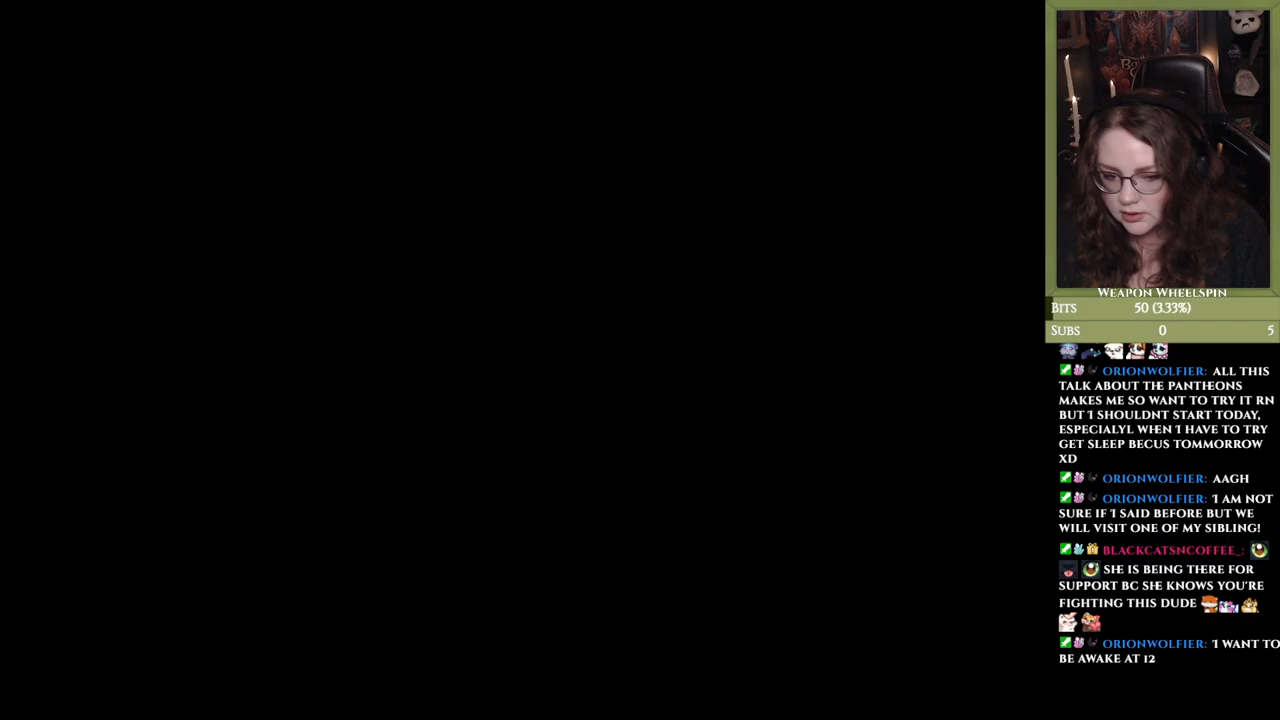 Weapon Wheelspin
Bits 50 (3.33%)
Subs 0 5
ORIONWOLFIER: ALL THIS
TALK ABOUT THE PANTHEONS
MAKES ME SO WANT TO TRY IT RN
BUT I SHOULDNT START TODAY,
ESPECIALYL WHEN I HAVE TO TRY
GET SLEEP BECUS TOMMORROW
XD
ORIONWOLFIER: AAGH
ORIONWOLFIER: I AM NOT
SURE IF I SAID BEFORE BUT WE
WILL VISIT ONE OF MY SIBLING!
BLACKCATSNCOFFEE_:
SHE IS BEING THERE FOR
SUPPORT BC SHE KNOWS YOU'RE
FIGHTING THIS DUDE
ORIONWOLFIER: I WANT TO
BE AWAKE AT 12